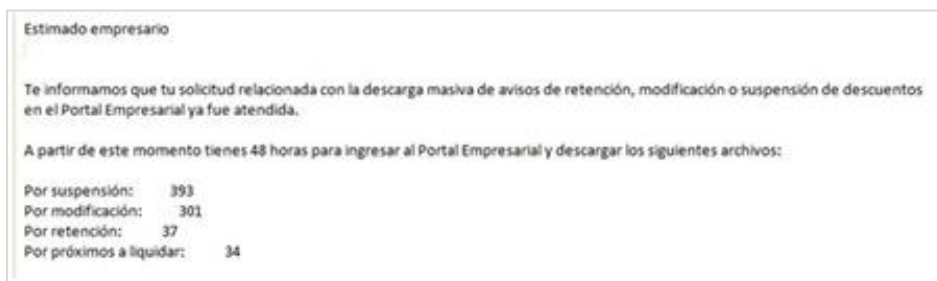 Estimado empresario
Te informamos que tu solicitud relacionada con la descarga masiva de avisos de retención, modificación o suspensión de descuentos
en el Portal Empresarial ya fue atendida.
A partir de este momento tienes 48 horas para ingresar al Portal Empresarial y descargar los siguientes archivos:
Por suspensión: 393
Por modificación: 301
Por retención: 37
Por próximos a liquidar: 34